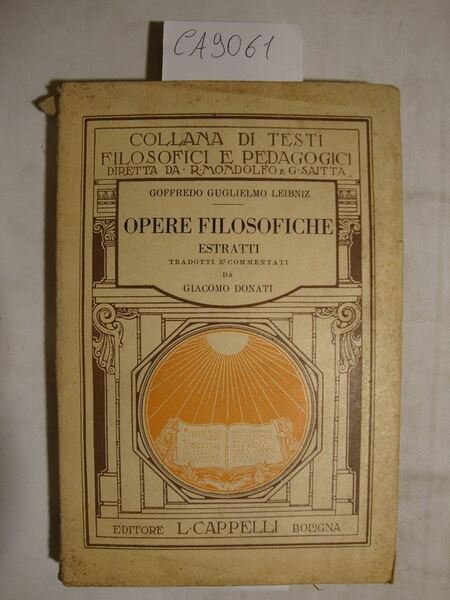 CA9061
COLLANA DI TESTI
FILOSOFICI E PEDAGOGICI
DIRETTA DA · R · MONDOLFO E G · SAITTA
GOFFREDO GUGLIELMO LEIBNIZ
OPERE FILOSOFICHE
ESTRATTI
TRADOTTI E COMMENTATI
DA
GIACOMO DONATI
EDITORE L · CAPPELLI BOLOGNA